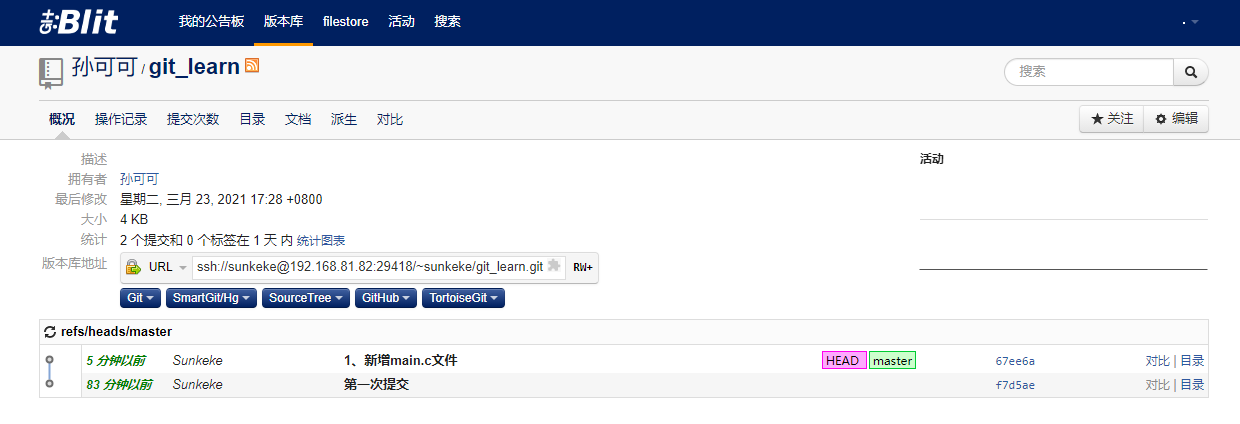 gitBlit 我的公告板 版本库 filestore 活动 搜索 .
孙可可 / git_learn 搜索
概况 操作记录 提交次数 目录 文档 派生 对比 关注 编辑
描述 活动
拥有者 孙可可
最后修改 星期二, 三月 23, 2021 17:28 +0800
大小 4 KB
统计 2 个提交和 0 个标签在 1 天 内 统计图表
版本库地址 URL ssh://sunkeke@192.168.81.82:29418/~sunkeke/git_learn.git RW+
Git SmartGit/Hg SourceTree GitHub TortoiseGit
refs/heads/master
5 分钟以前 Sunkeke 1、新增main.c文件 HEAD master 67ee6a 对比 | 目录
83 分钟以前 Sunkeke 第一次提交 f7d5ae 对比 | 目录